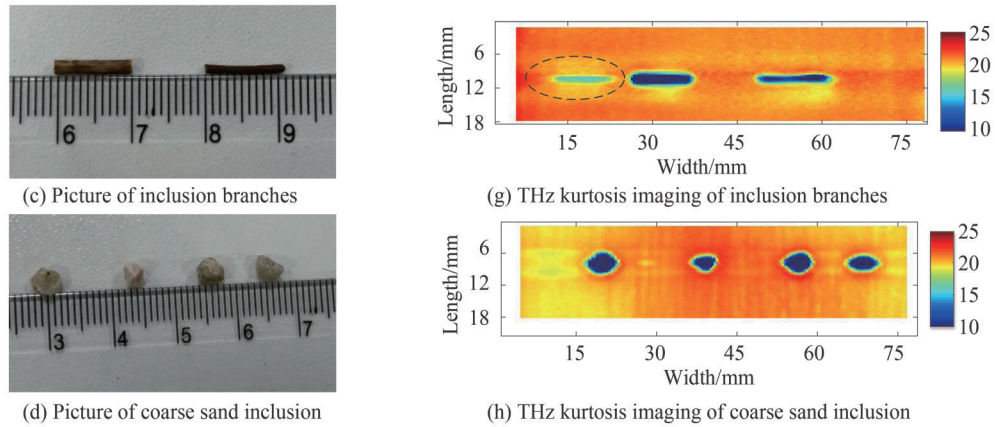 6 7 8 9
(c) Picture of inclusion branches
Length/mm
6
12
18
15 30 45 60 75
Width/mm
25
20
15
10
(g) THz kurtosis imaging of inclusion branches
3 4 5 6 7
(d) Picture of coarse sand inclusion
Length/mm
6
12
18
15 30 45 60 75
Width/mm
25
20
15
10
(h) THz kurtosis imaging of coarse sand inclusion